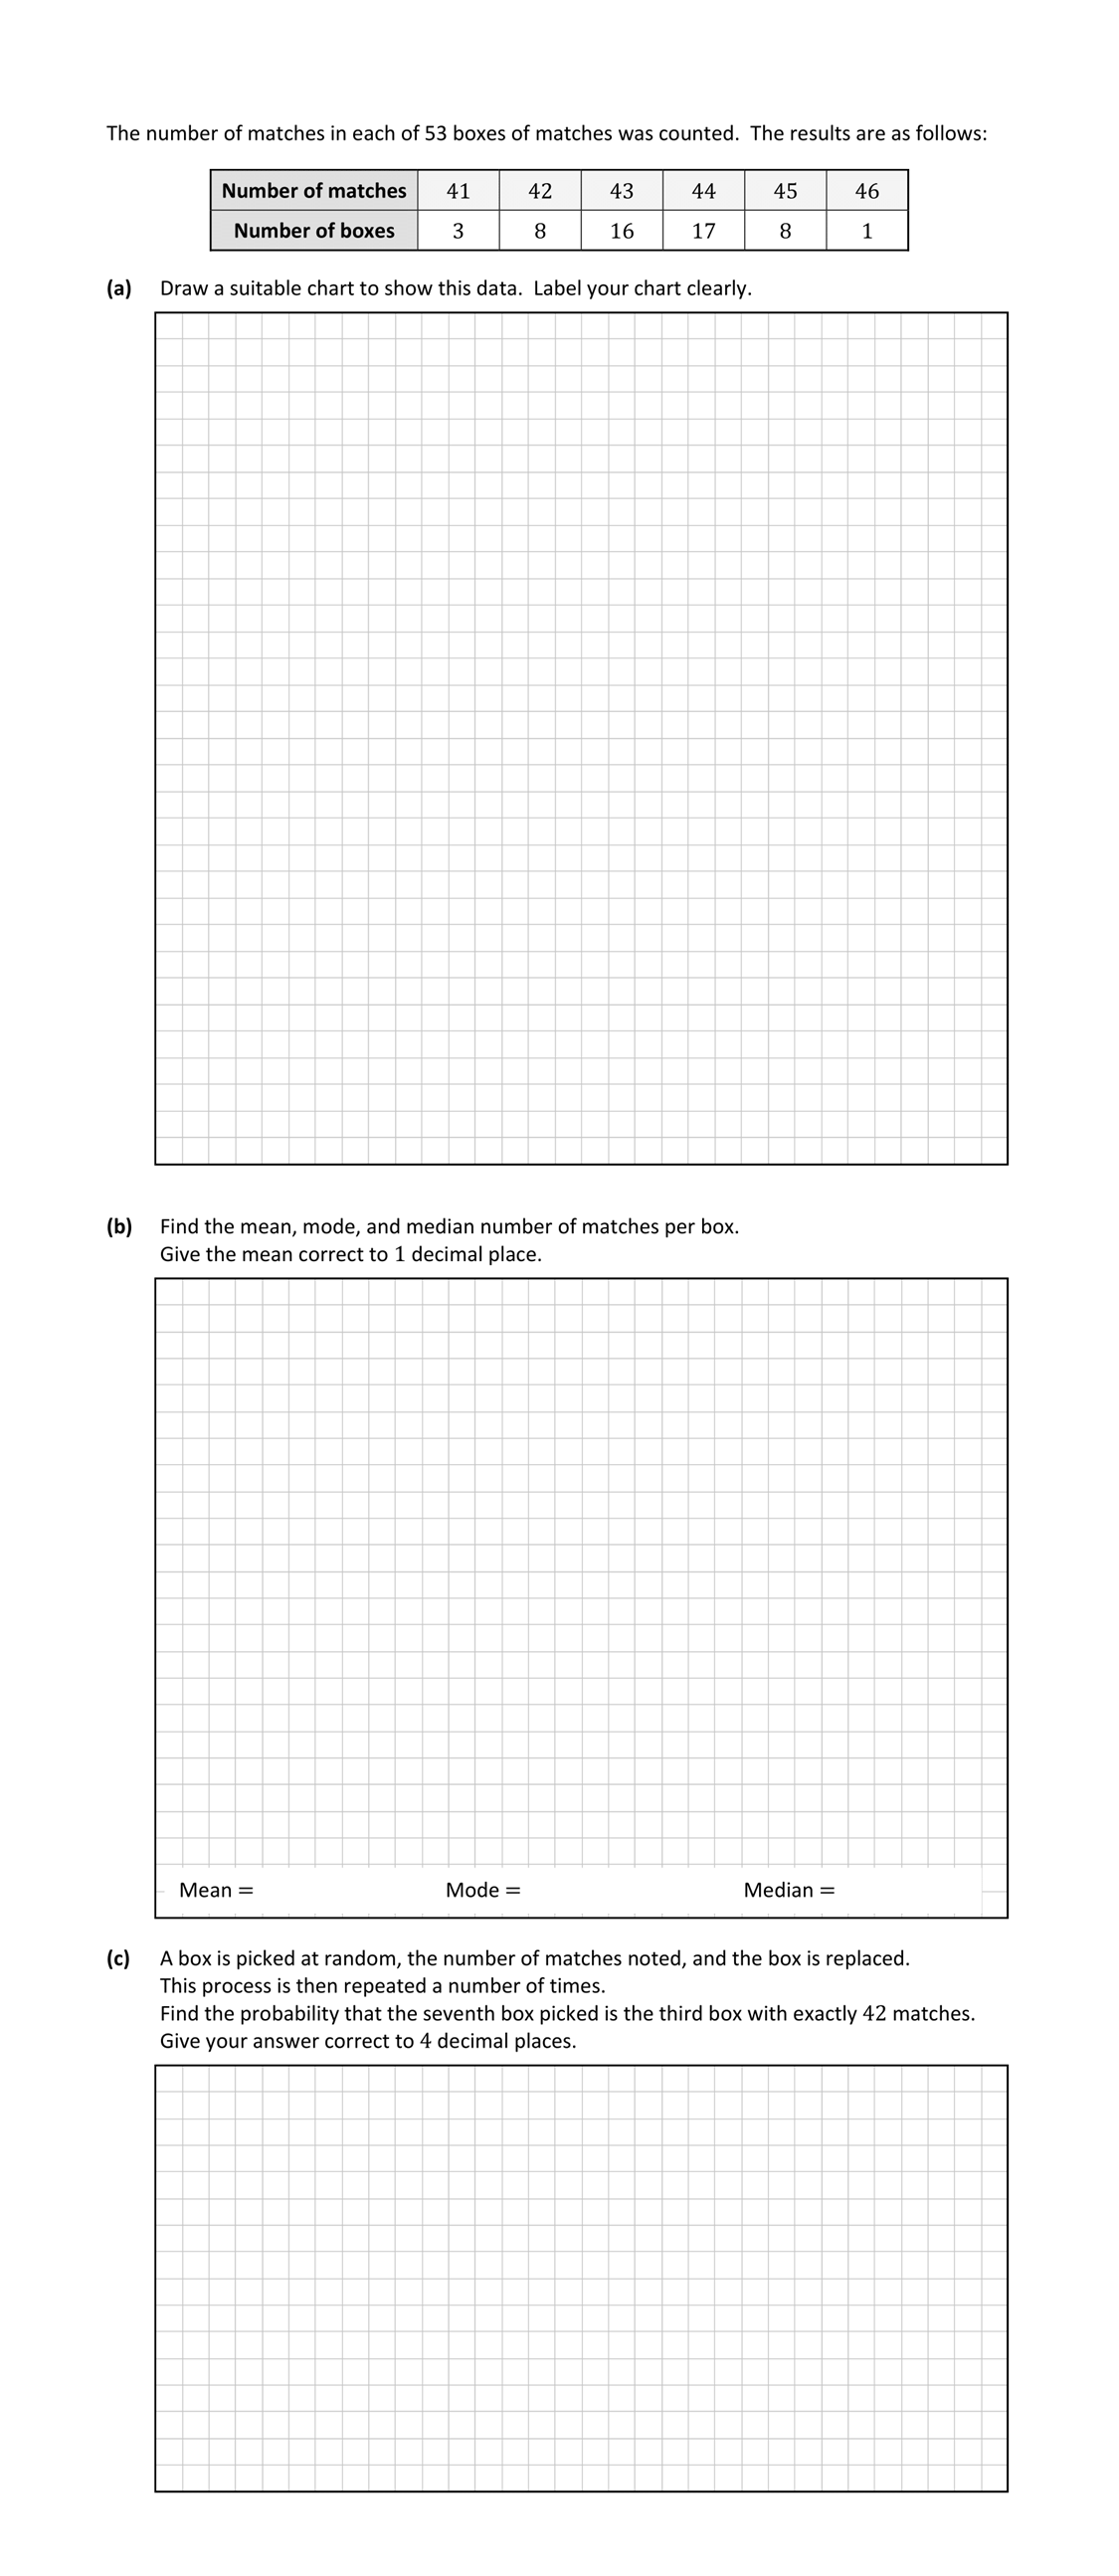 The number of matches in each of 53 boxes of matches was counted. The results are as follows:
Number of matches 41 42 43 44 45 46
Number of boxes 3 8 16 17 8 1
(a) Draw a suitable chart to show this data. Label your chart clearly.
(b) Find the mean, mode, and median number of matches per box.
Give the mean correct to 1 decimal place.
Mean = Mode = Median =
(c) A box is picked at random, the number of matches noted, and the box is replaced.
This process is then repeated a number of times.
Find the probability that the seventh box picked is the third box with exactly 42 matches.
Give your answer correct to 4 decimal places.